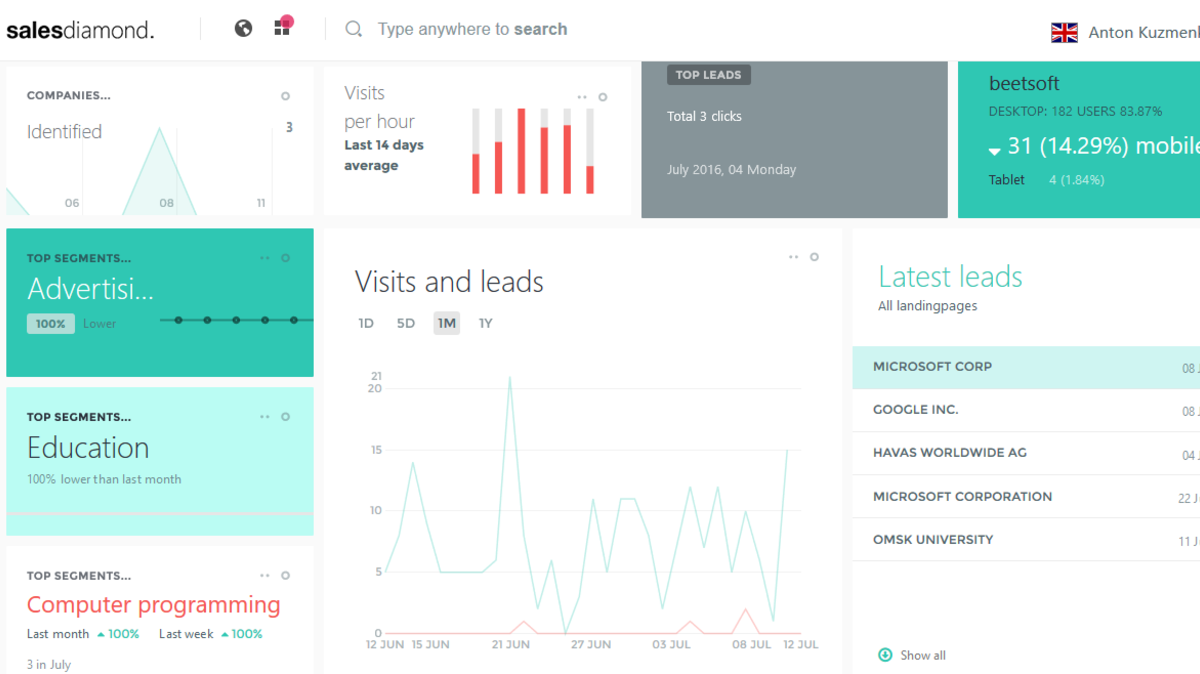 salesdiamond.
Type anywhere to search
Anton Kuzmen
COMPANIES...
Identified
3
06
08
11
Visits
per hour
Last 14 days
average
TOP LEADS
Total 3 clicks
July 2016, 04 Monday
beetsoft
DESKTOP: 182 USERS 83.87%
31 (14.29%) mobile
Tablet 4 (1.84%)
TOP SEGMENTS...
Advertisi...
100% Lower
TOP SEGMENTS...
Education
100% lower than last month
TOP SEGMENTS...
Computer programming
Last month 100% Last week 100%
3 in July
Visits and leads
1D 5D 1M 1Y
21
20
15
10
5
0
12 JUN 15 JUN 21 JUN 27 JUN 03 JUL 08 JUL 12 JUL
Latest leads
All landingpages
MICROSOFT CORP 08 J
GOOGLE INC. 08 J
HAVAS WORLDWIDE AG 04 J
MICROSOFT CORPORATION 22 J
OMSK UNIVERSITY 11 J
Show all